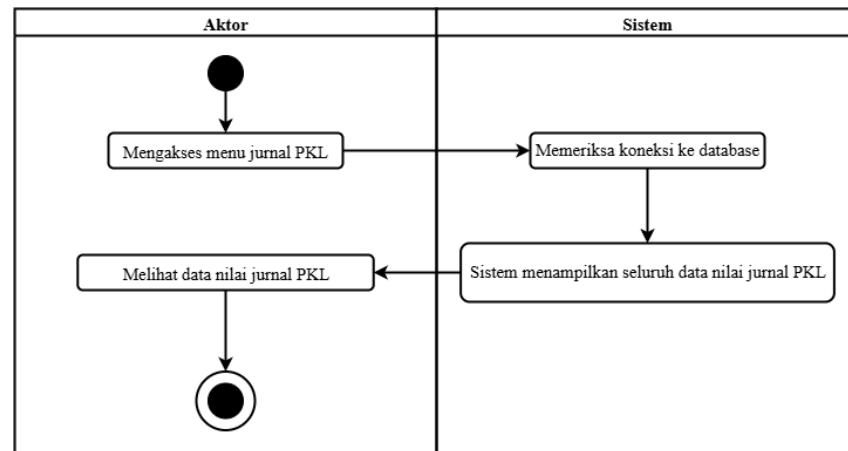 Aktor
Sistem
Mengakses menu jurnal PKL
Memeriksa koneksi ke database
Sistem menampilkan seluruh data nilai jurnal PKL
Melihat data nilai jurnal PKL